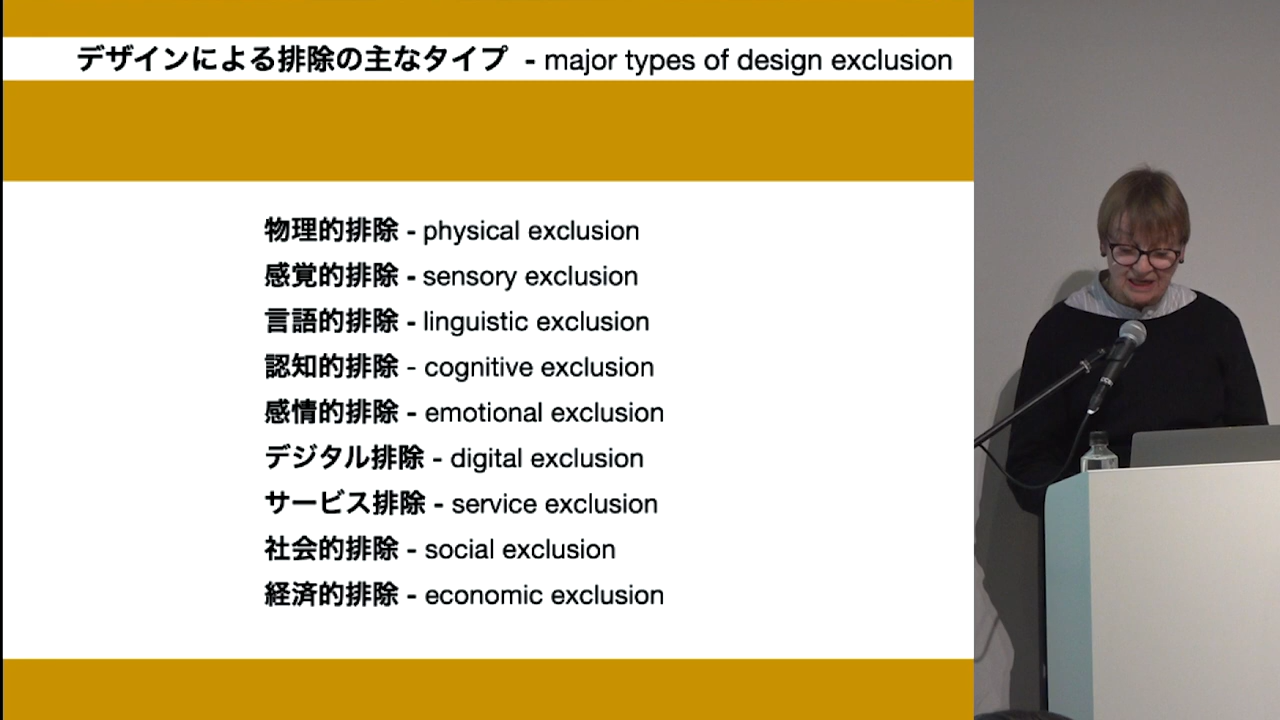 デザインによる排除の主なタイプ - major types of design exclusion
物理的排除 - physical exclusion
感覚的排除 - sensory exclusion
言語的排除 - linguistic exclusion
認知的排除 - cognitive exclusion
感情的排除 - emotional exclusion
デジタル排除 - digital exclusion
サービス排除 - service exclusion
社会的排除 - social exclusion
経済的排除 - economic exclusion